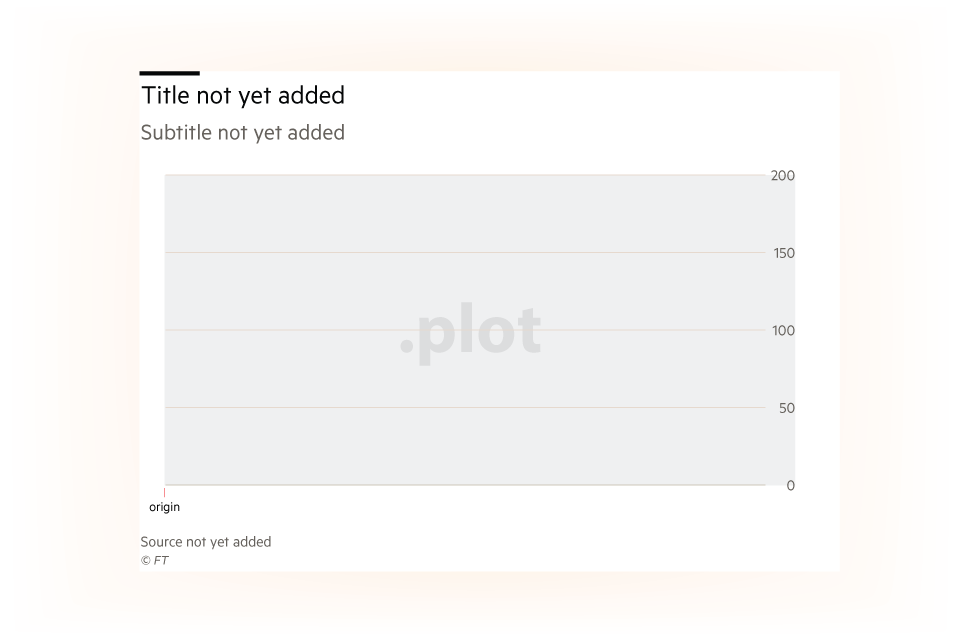 Title not yet added
Subtitle not yet added
200
150
.plot
100
50
0
origin
Source not yet added
© FT